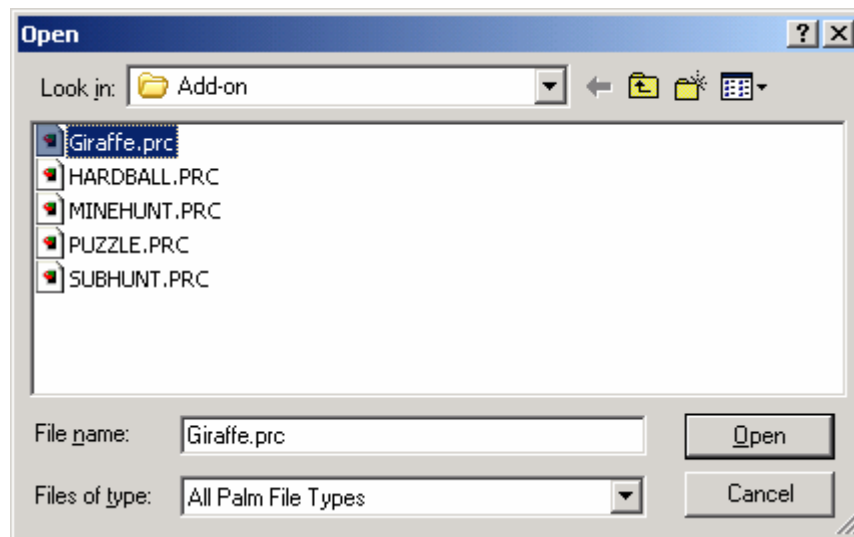 Open
Look in: Add-on
Giraffe.prc
HARDBALL.PRC
MINEHUNT.PRC
PUZZLE.PRC
SUBHUNT.PRC
File name: Giraffe.prc Open
Files of type: All Palm File Types Cancel